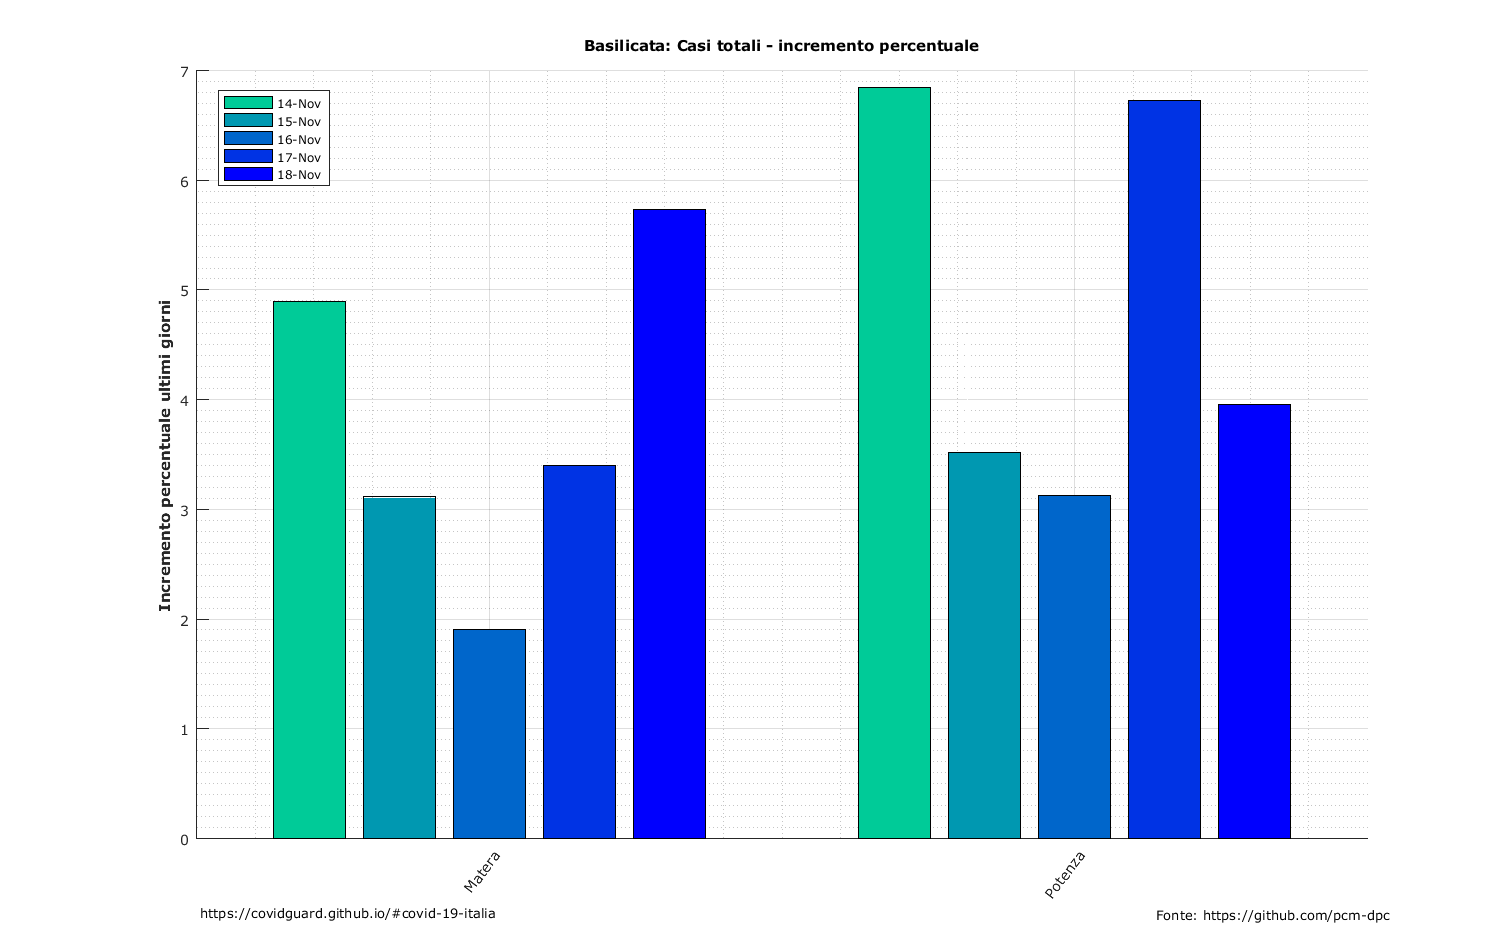 Basilicata: Casi totali - incremento percentuale
7
6
5
4
3
2
1
0
Incremento percentuale ultimi giorni
14-Nov
15-Nov
16-Nov
17-Nov
18-Nov
Matera
Potenza
https://covidguard.github.io/#covid-19-italia
Fonte: https://github.com/pcm-dpc